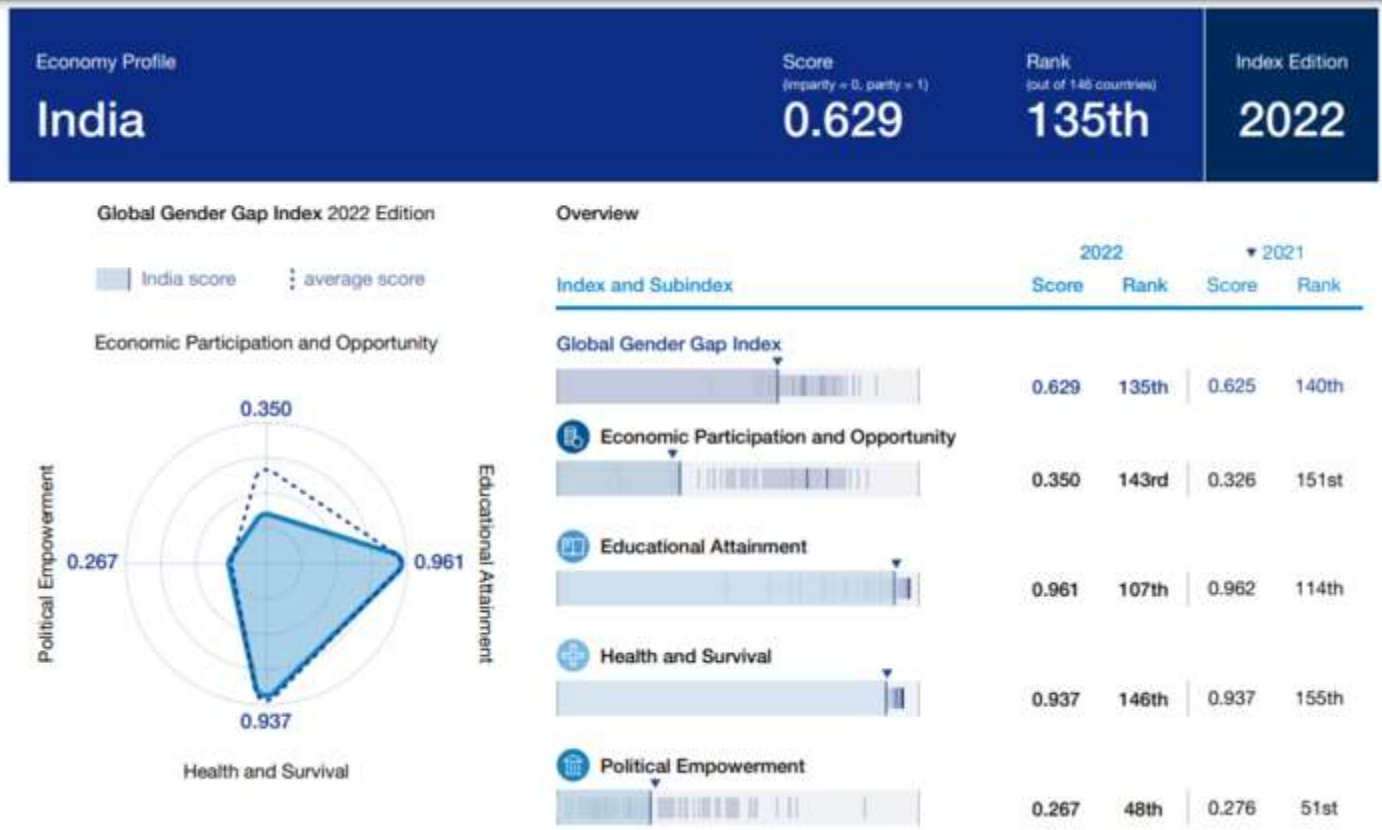 Economy Profile
India
Score
(imparity = 0, parity = 1)
0.629
Rank
(out of 146 countries)
135th
Index Edition
2022
Global Gender Gap Index 2022 Edition
India score
average score
Economic Participation and Opportunity
0.350
Political Empowerment
0.267
0.961
Educational Attainment
0.937
Health and Survival
Overview
2022
2021
Index and Subindex
Score Rank Score Rank
Global Gender Gap Index
0.629 135th 0.625 140th
Economic Participation and Opportunity
0.350 143rd 0.326 151st
Educational Attainment
0.961 107th 0.962 114th
Health and Survival
0.937 146th 0.937 155th
Political Empowerment
0.267 48th 0.276 51st